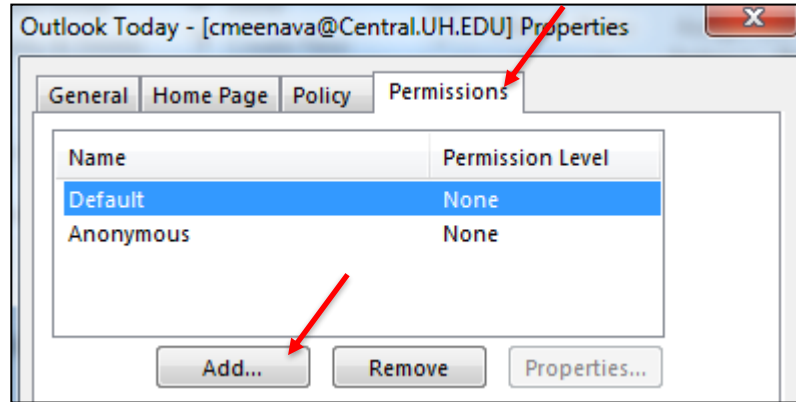 Outlook Today - [cmeenava@Central.UH.EDU] Properties
General Home Page Policy Permissions
Name Permission Level
Default None
Anonymous None
Add... Remove Properties...